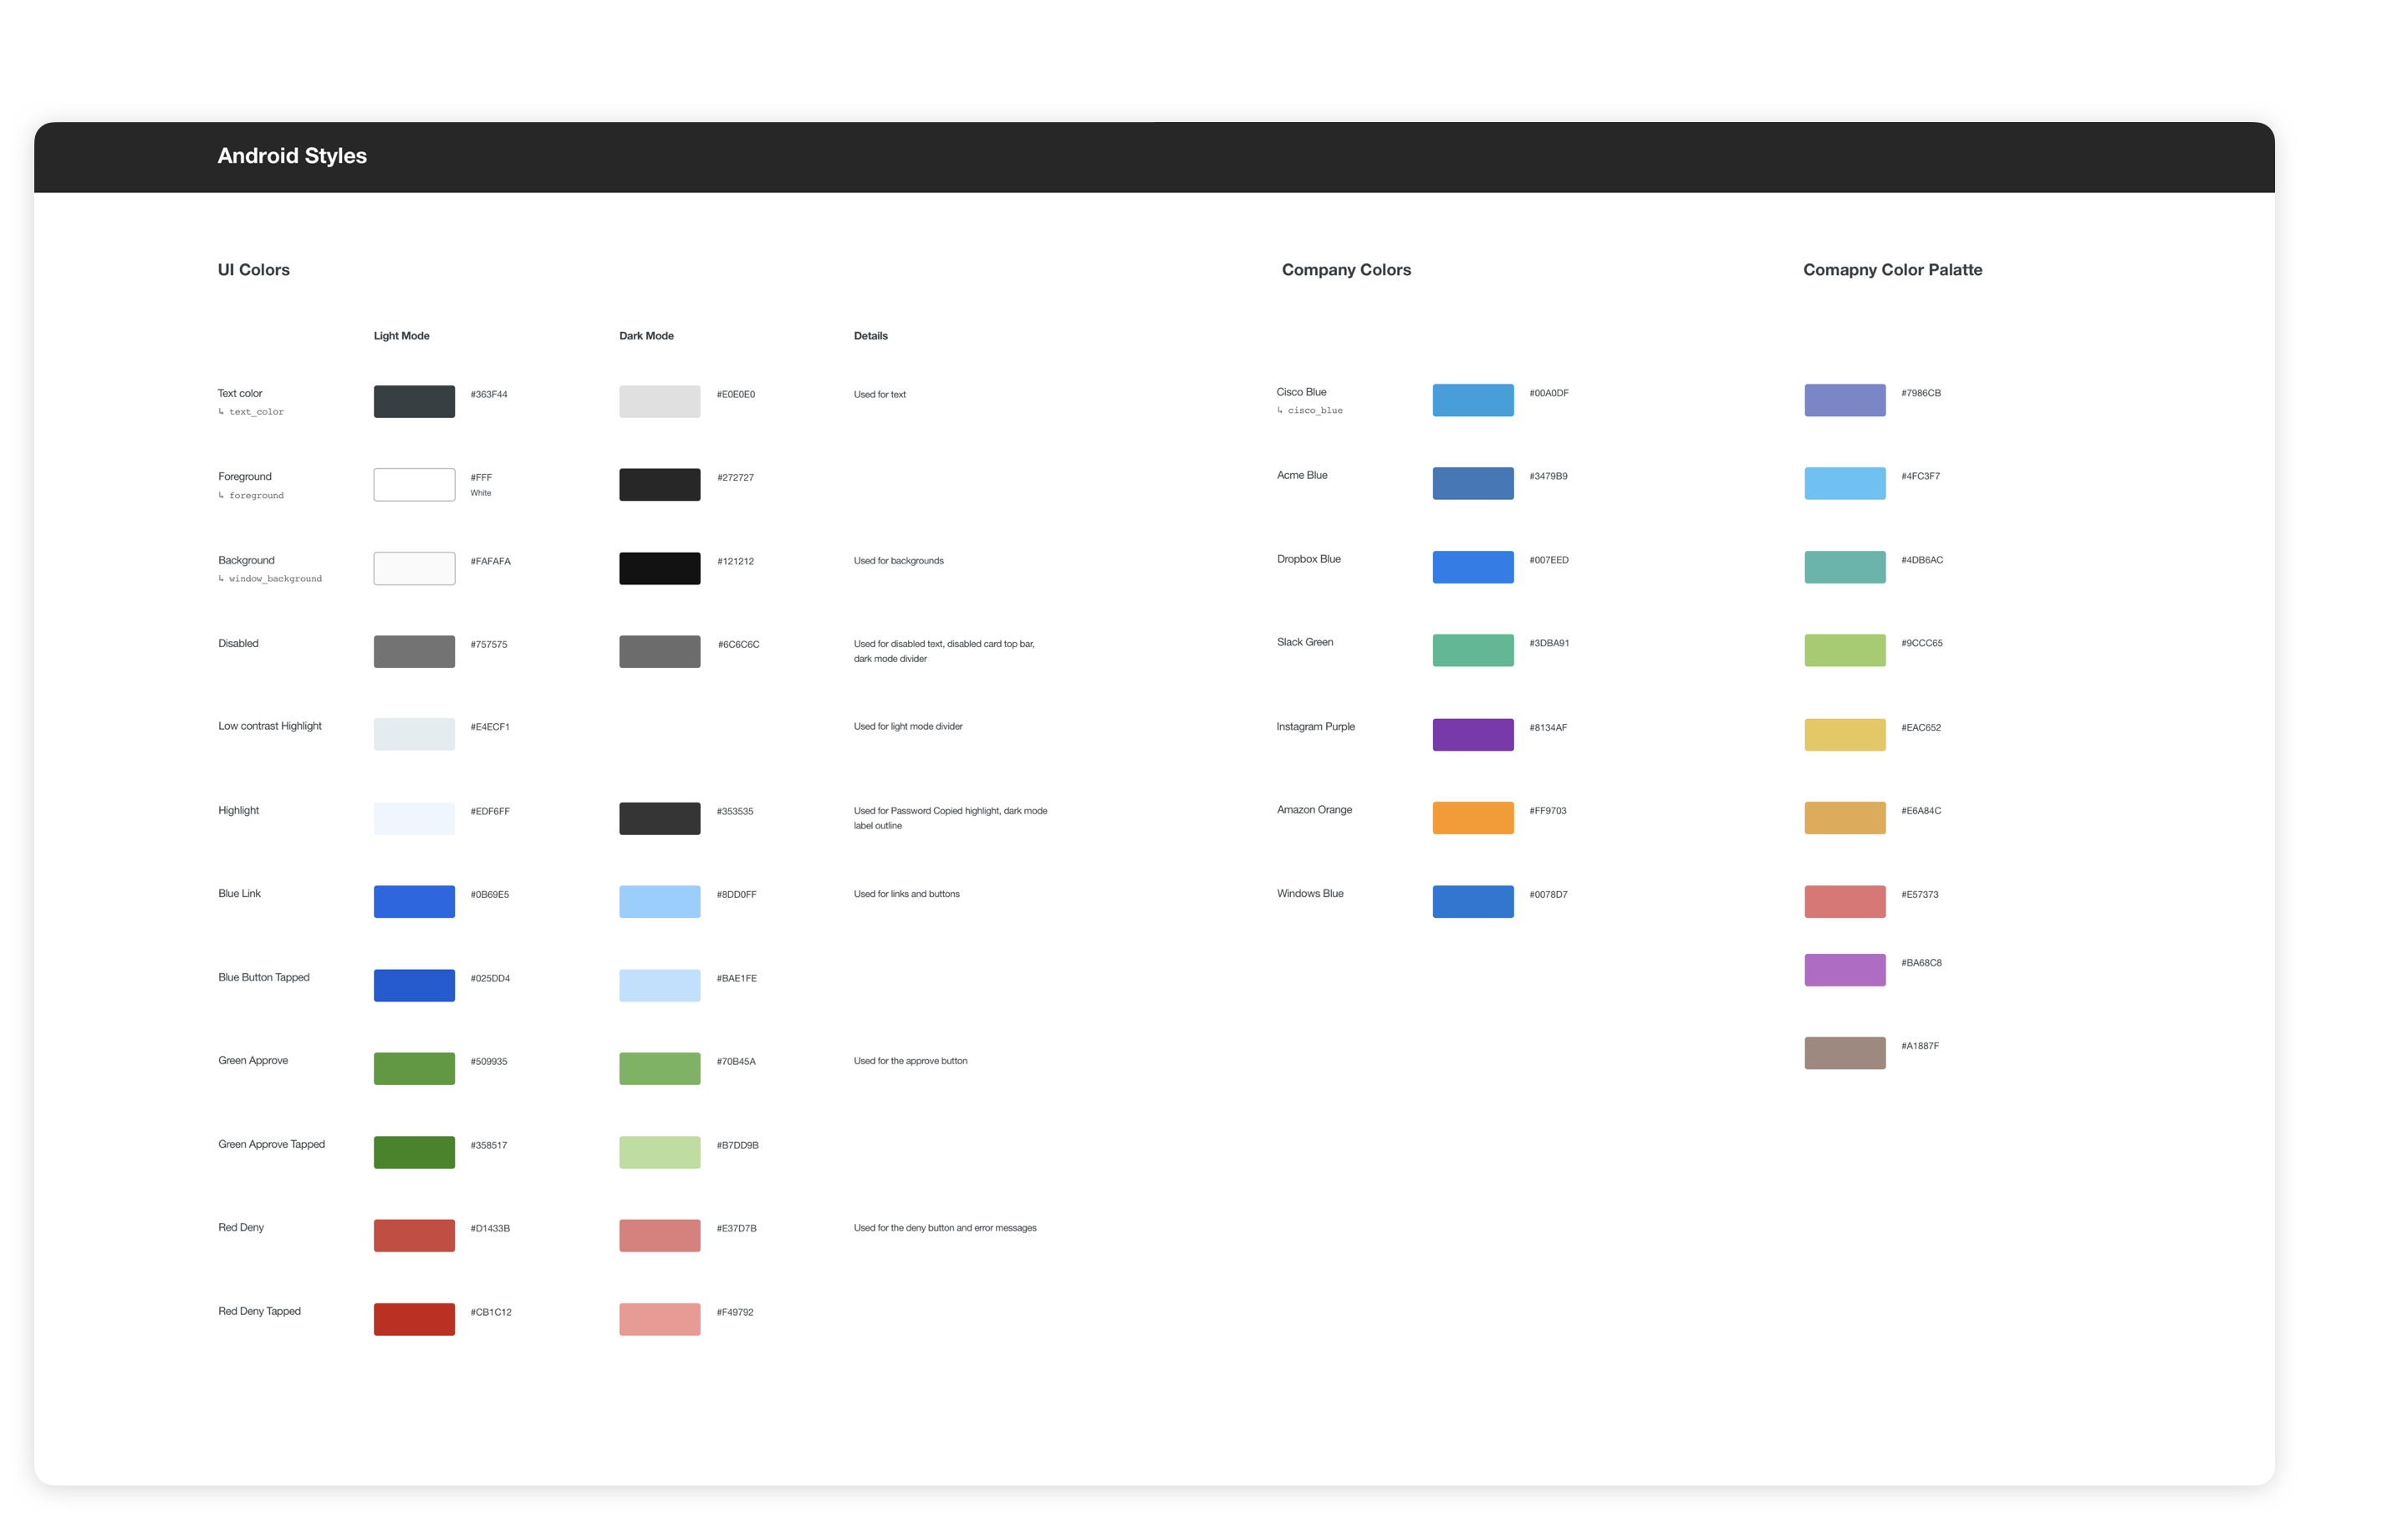 Android Styles
UI Colors
Light Mode
Dark Mode
Details
Text color
↳ text_color
#363F44
#E0E0E0
Used for text
Foreground
↳ foreground
#FFF
White
#272727
Background
↳ window_background
#FAFAFA
#121212
Used for backgrounds
Disabled
#757575
#6C6C6C
Used for disabled text, disabled card top bar,
dark mode divider
Low contrast Highlight
#E4ECF1
Used for light mode divider
Highlight
#EDF6FF
#353535
Used for Password Copied highlight, dark mode
label outline
Blue Link
#0B69E5
#8DD0FF
Used for links and buttons
Blue Button Tapped
#025DD4
#BAE1FE
Green Approve
#509935
#70B45A
Used for the approve button
Green Approve Tapped
#358517
#B7DD9B
Red Deny
#D1433B
#E37D7B
Used for the deny button and error messages
Red Deny Tapped
#CB1C12
#F49792
Company Colors
Cisco Blue
↳ cisco_blue
#00A0DF
Acme Blue
#3479B9
Dropbox Blue
#007EED
Slack Green
#3DBA91
Instagram Purple
#8134AF
Amazon Orange
#FF9703
Windows Blue
#0078D7
Comapny Color Palatte
#7986CB
#4FC3F7
#4DB6AC
#9CCC65
#EAC652
#E6A84C
#E57373
#BA68C8
#A1887F